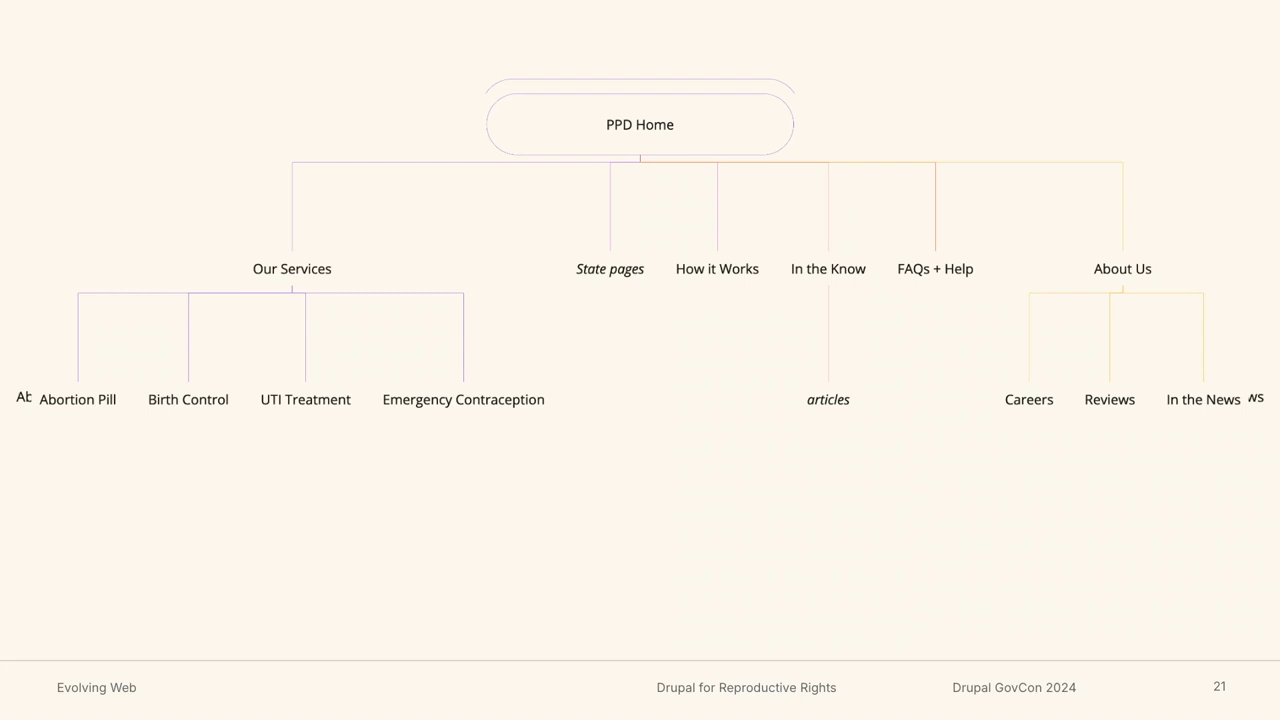 PPD Home
Our Services
State pages
How it Works
In the Know
FAQs + Help
About Us
Ab
Abortion Pill
Birth Control
UTI Treatment
Emergency Contraception
articles
Careers
Reviews
In the News
ws
Evolving Web
Drupal for Reproductive Rights
Drupal GovCon 2024
21